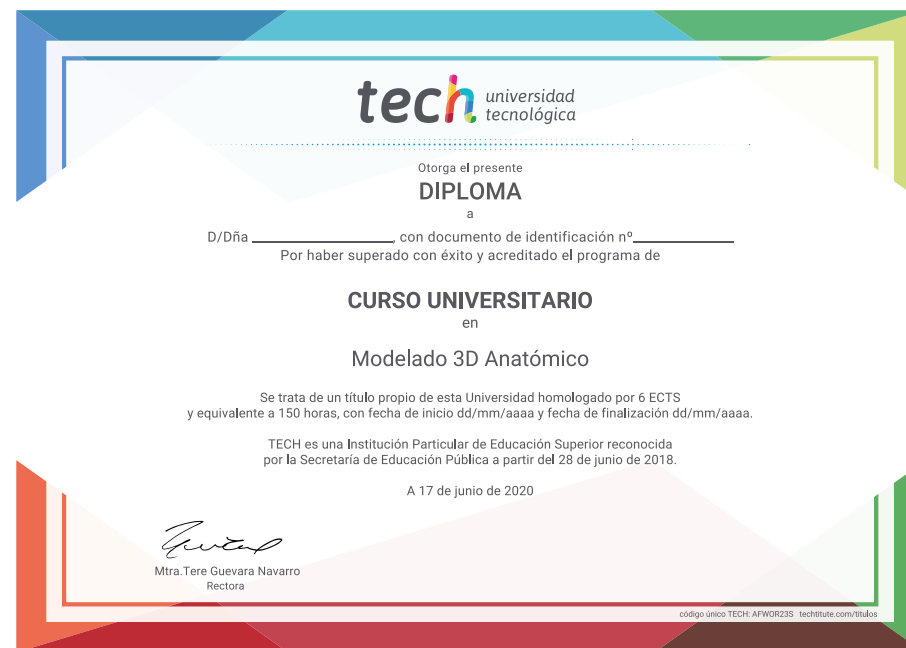 tech universidad
tecnológica
Otorga el presente
DIPLOMA
a
D/Dña ____________________, con documento de identificación nº______________
Por haber superado con éxito y acreditado el programa de
CURSO UNIVERSITARIO
en
Modelado 3D Anatómico
Se trata de un título propio de esta Universidad homologado por 6 ECTS
y equivalente a 150 horas, con fecha de inicio dd/mm/aaaa y fecha de finalización dd/mm/aaaa.
TECH es una Institución Particular de Educación Superior reconocida
por la Secretaría de Educación Pública a partir del 28 de junio de 2018.
A 17 de junio de 2020
Mtra.Tere Guevara Navarro
Rectora
código único TECH: AFWOR23S techtitute.com/titulos